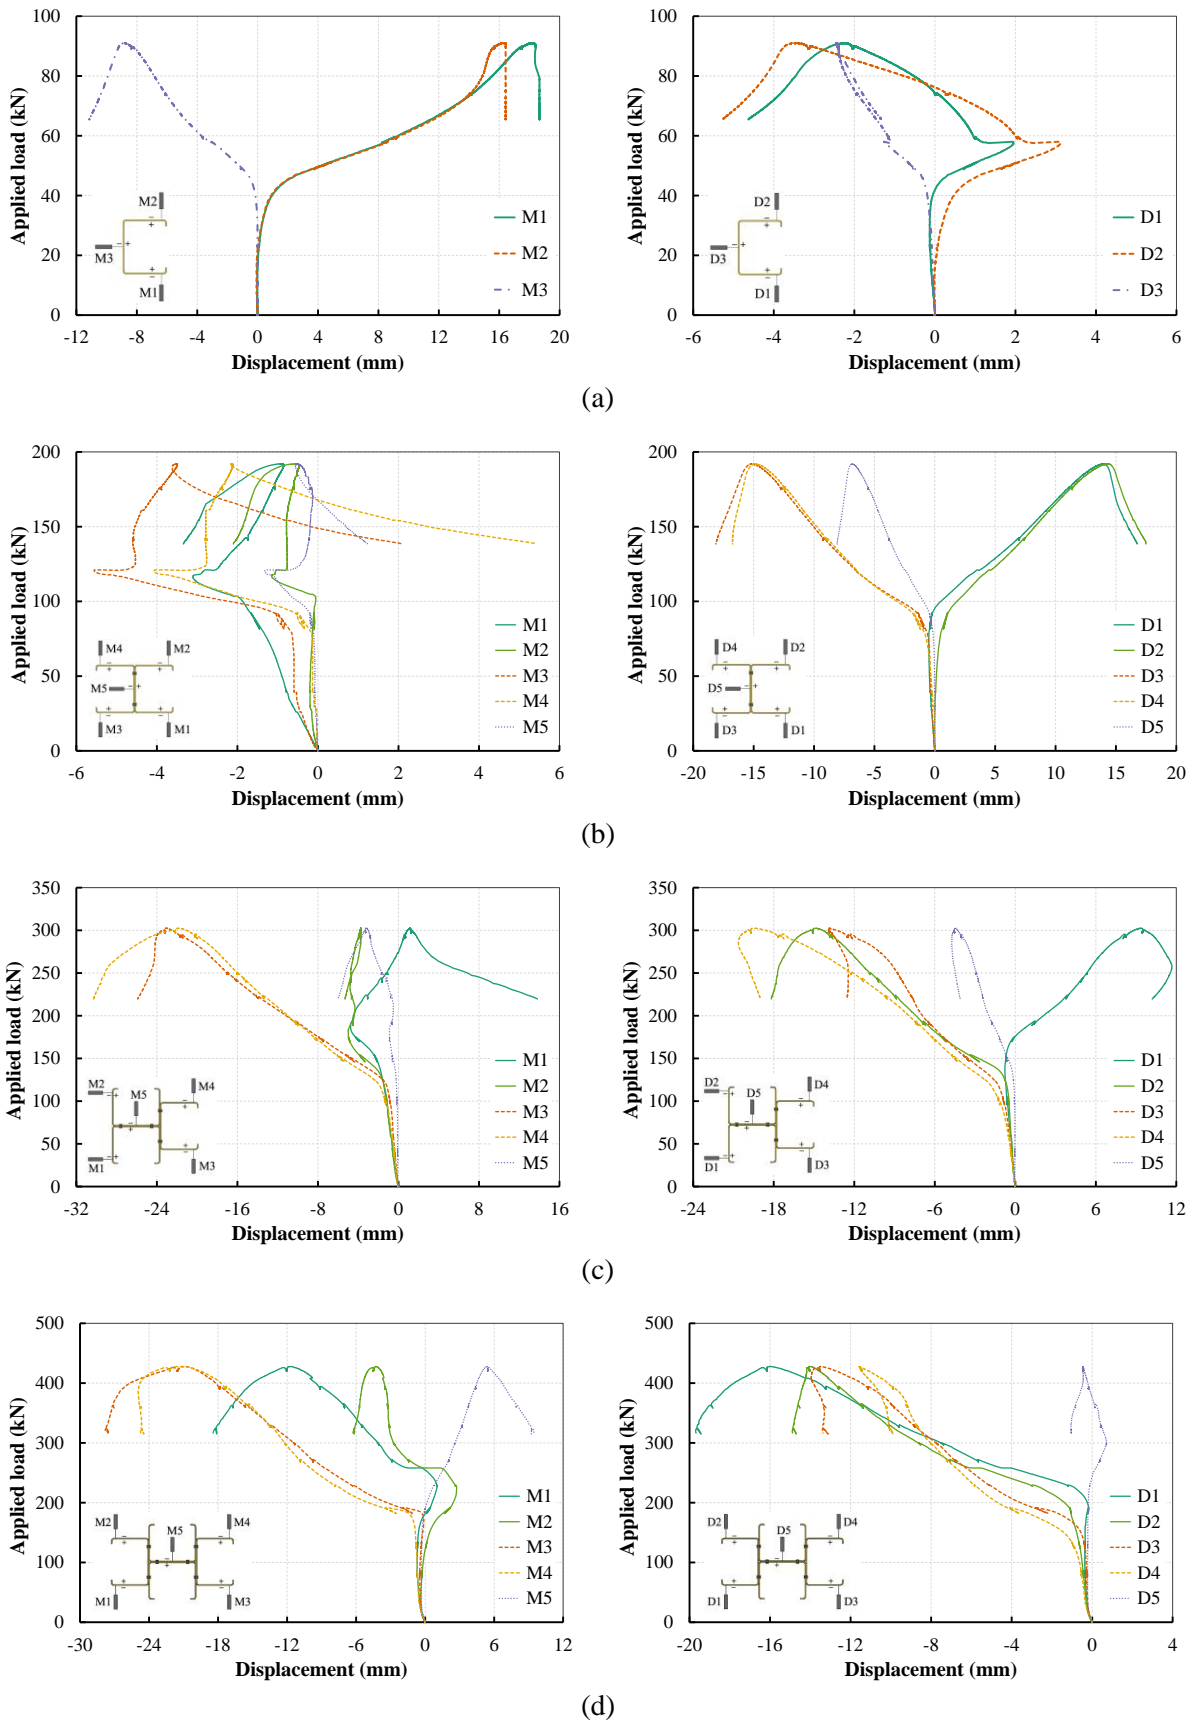 100
80
60
40
20
0
-12
-8
-4
0
4
8
12
16
20
Applied load (kN)
Displacement (mm)
M1
M2
M3
M2
M3
M1
100
80
60
40
20
0
-6
-4
-2
0
2
4
6
Applied load (kN)
Displacement (mm)
D1
D2
D3
D2
D3
D1
(a)
200
150
100
50
0
-6
-4
-2
0
2
4
6
Applied load (kN)
Displacement (mm)
M1
M2
M3
M4
M5
M4
M2
M5
M3
M1
200
150
100
50
0
-20
-15
-10
-5
0
5
10
15
20
Applied load (kN)
Displacement (mm)
D1
D2
D3
D4
D5
D4
D2
D5
D3
D1
(b)
350
300
250
200
150
100
50
0
-32
-24
-16
-8
0
8
16
Applied load (kN)
Displacement (mm)
M1
M2
M3
M4
M5
M2
M5
M4
M1
M3
350
300
250
200
150
100
50
0
-24
-18
-12
-6
0
6
12
Applied load (kN)
Displacement (mm)
D1
D2
D3
D4
D5
D2
D5
D4
D1
D3
(c)
500
400
300
200
100
0
-30
-24
-18
-12
-6
0
6
12
Applied load (kN)
Displacement (mm)
M1
M2
M3
M4
M5
M2
M5
M4
M1
M3
500
400
300
200
100
0
-20
-16
-12
-8
-4
0
4
Applied load (kN)
Displacement (mm)
D1
D2
D3
D4
D5
D2
D5
D4
D1
D3
(d)